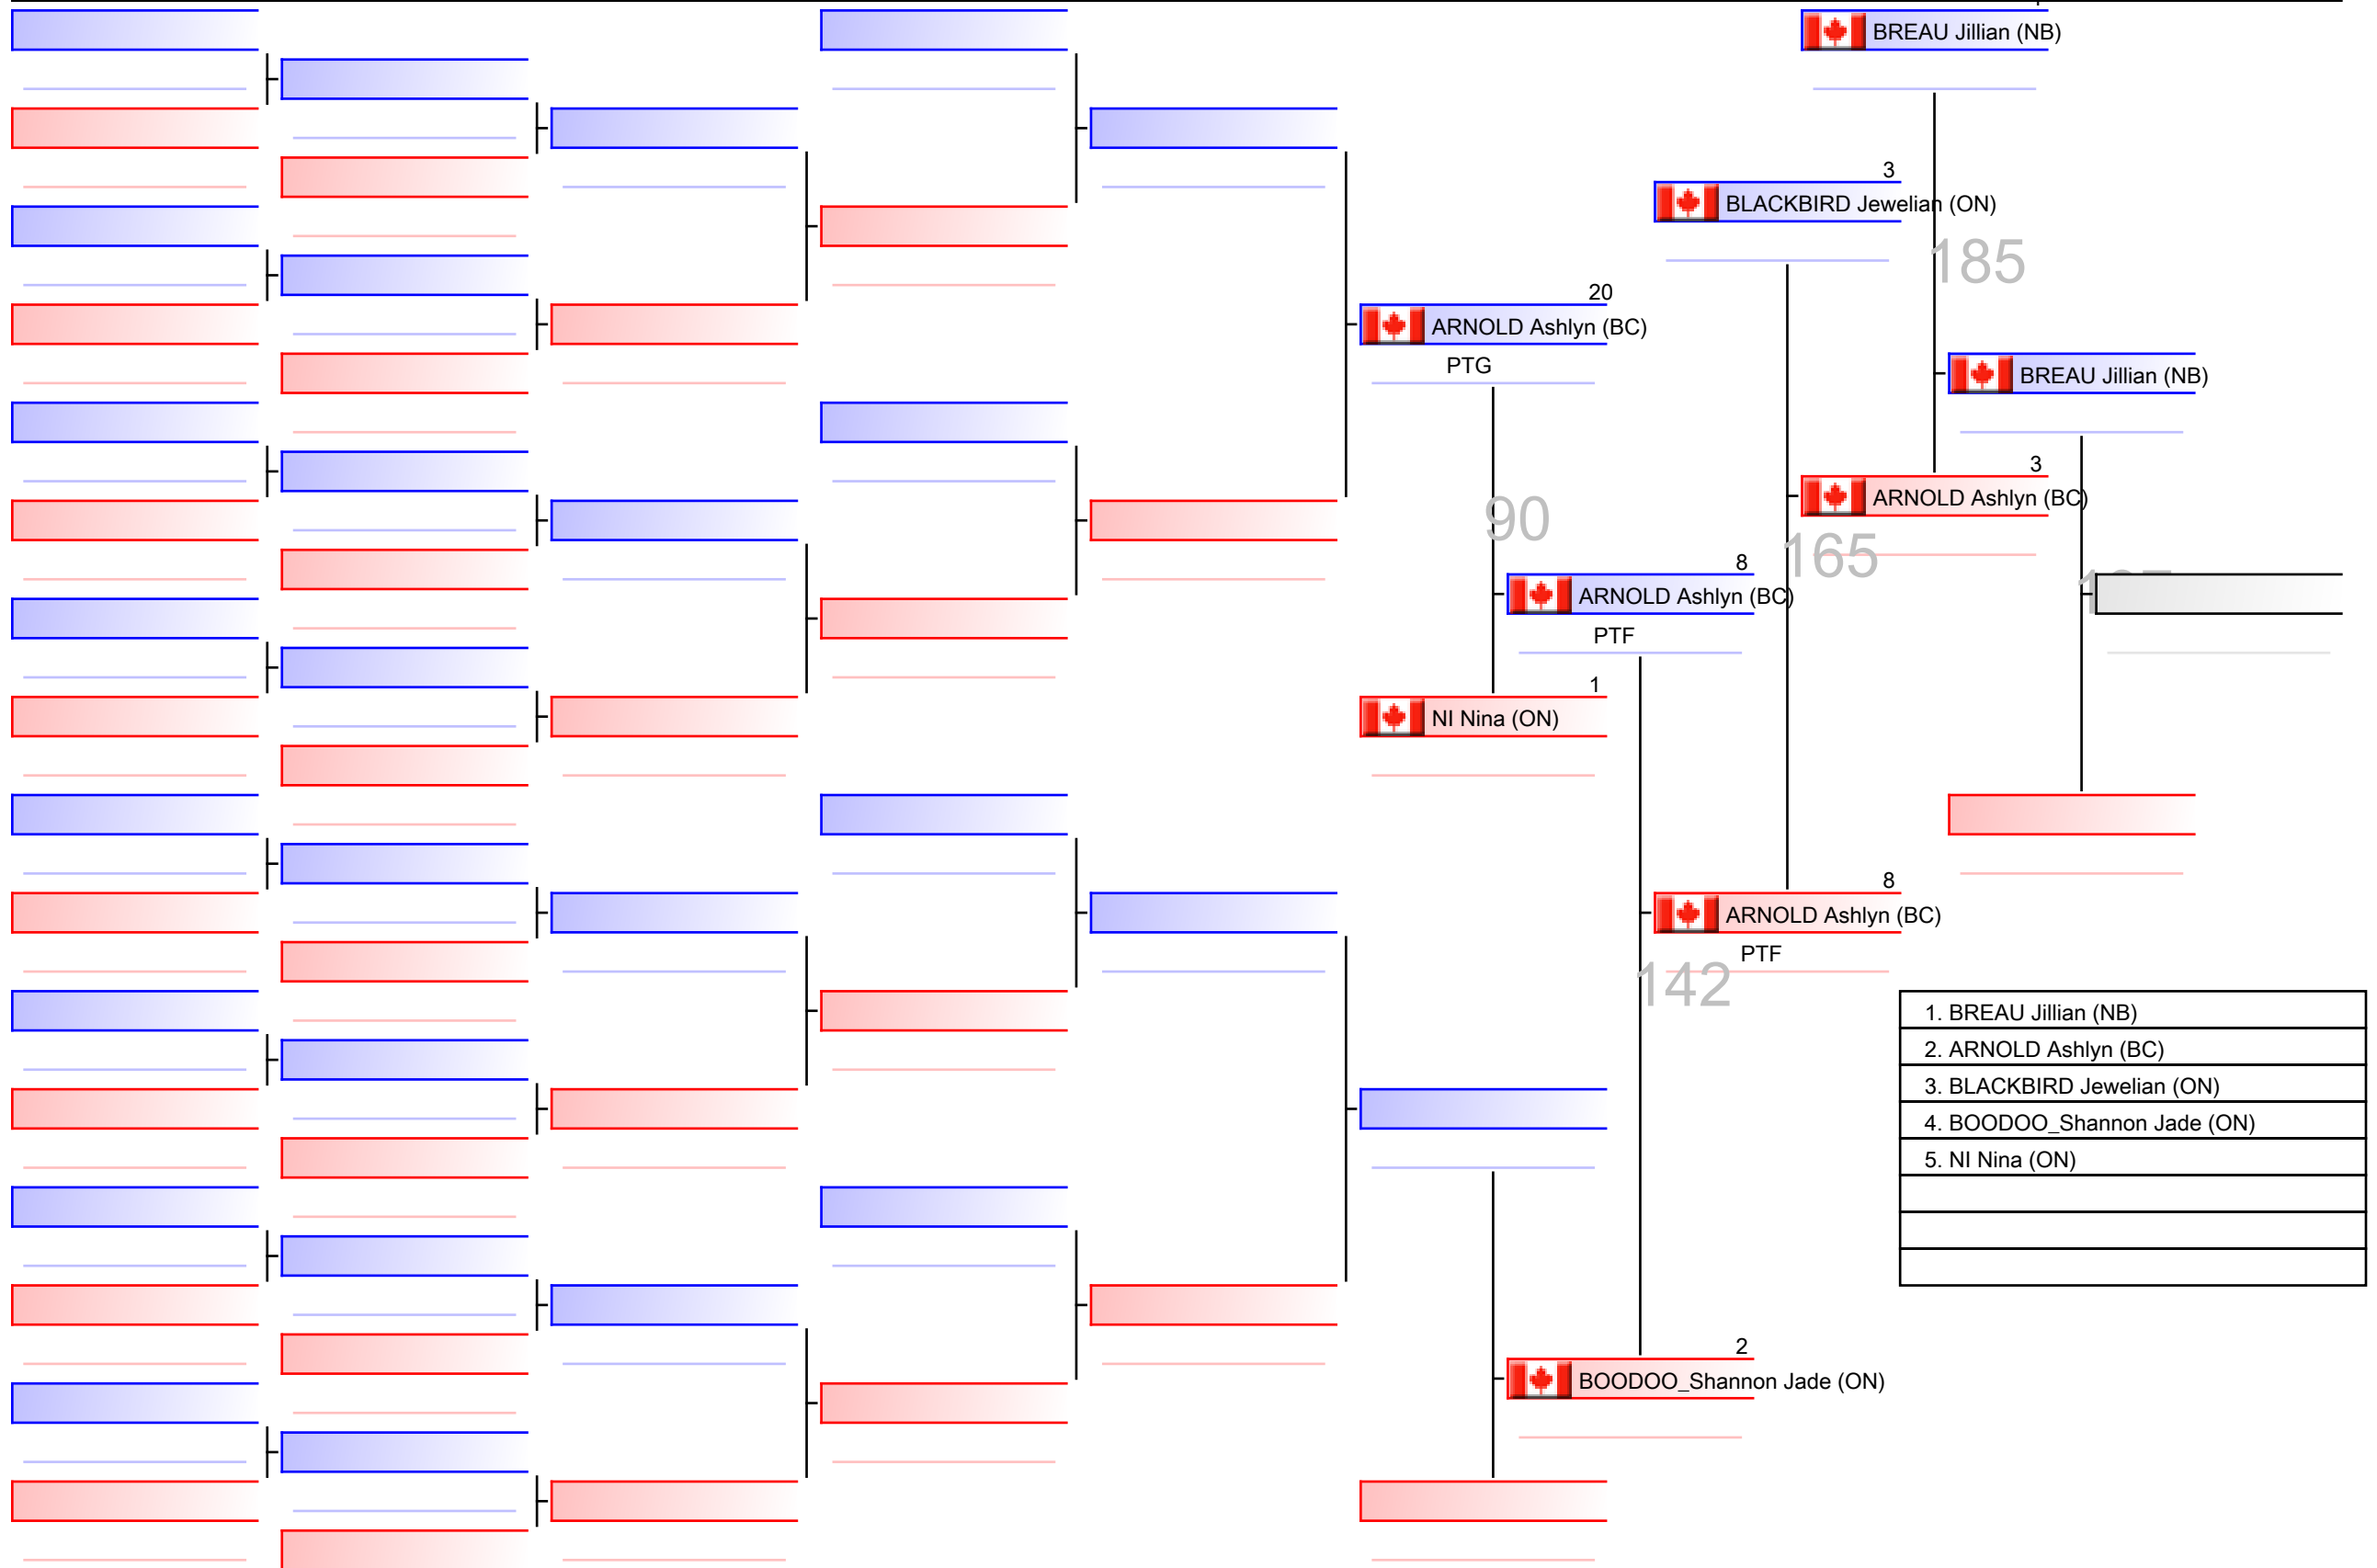 BREAU Jillian (NB)
3
BLACKBIRD Jewelian (ON)
185
20
ARNOLD Ashlyn (BC)
PTG
BREAU Jillian (NB)
3
ARNOLD Ashlyn (BC)
90
165
8
ARNOLD Ashlyn (BC)
PTF
1
NI Nina (ON)
8
ARNOLD Ashlyn (BC)
PTF
142
1. BREAU Jillian (NB)
2. ARNOLD Ashlyn (BC)
3. BLACKBIRD Jewelian (ON)
4. BOODOO_Shannon Jade (ON)
5. NI Nina (ON)
2
BOODOO_Shannon Jade (ON)